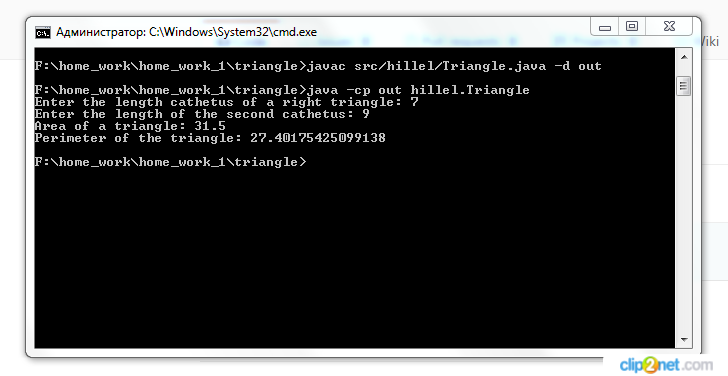 Администратор: C:\Windows\System32\cmd.exe
Wiki
F:\home_work\home_work_1\triangle>javac src/hillel/Triangle.java -d out
F:\home_work\home_work_1\triangle>java -cp out hillel.Triangle
Enter the length cathetus of a right triangle: 7
Enter the length of the second cathetus: 9
Area of a triangle: 31.5
Perimeter of the triangle: 27.40175425099138
F:\home_work\home_work_1\triangle>
clip2net.com